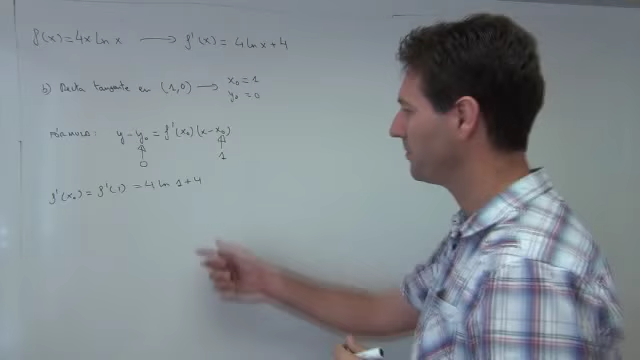 f(x) = 4x ln x → f'(x) = 4 ln x + 4
b) Recta tangente en (1,0) → x₀ = 1
y₀ = 0
fórmula: y - y₀ = f'(x₀) (x - x₀)
0 1
f'(x₀) = f'(1) = 4 ln 1 + 4